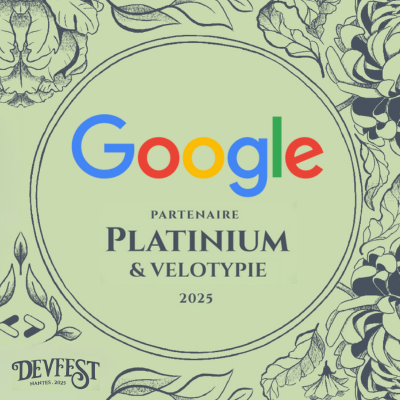 Google
PARTENAIRE
PLATINIUM
& VELOTYPIE
2025
DEVFEST
NANTES . 2025